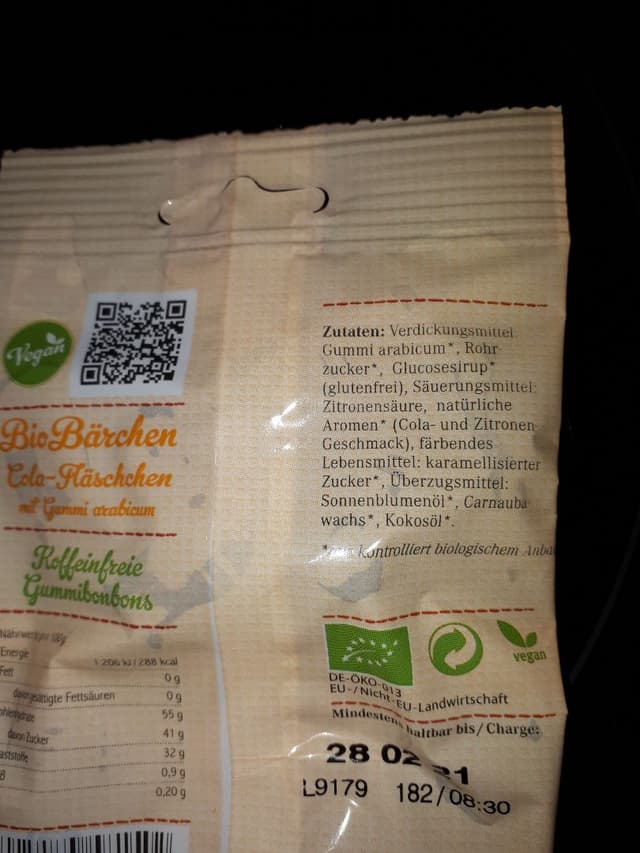 Vegan
BioBärchen
Cola-Fläschchen
mit Gummi arabicum
Koffeinfreie
Gummibonbons
Energie 1 206 kJ / 288 kcal
Fett 0 g
davon gesättigte Fettsäuren 0 g
55 g
davon Zucker 41 g
32 g
0,9 g
0,20 g
Zutaten: Verdickungsmittel
Gummi arabicum*, Rohr-
zucker*, Glucosesirup*
(glutenfrei), Säuerungsmittel:
Zitronensäure, natürliche
Aromen* (Cola- und Zitronen
Geschmack), färbendes
Lebensmittel: karamellisierter
Zucker*, Überzugsmittel:
Sonnenblumenöl*, Carnauba
wachs*, Kokosöl*.
kontrolliert biologischem Anba
vegan
DE-ÖKO-013
EU-/Nicht-EU-Landwirtschaft
Mindestens haltbar bis/Charge:
28 02 21
L9179 182/08:30